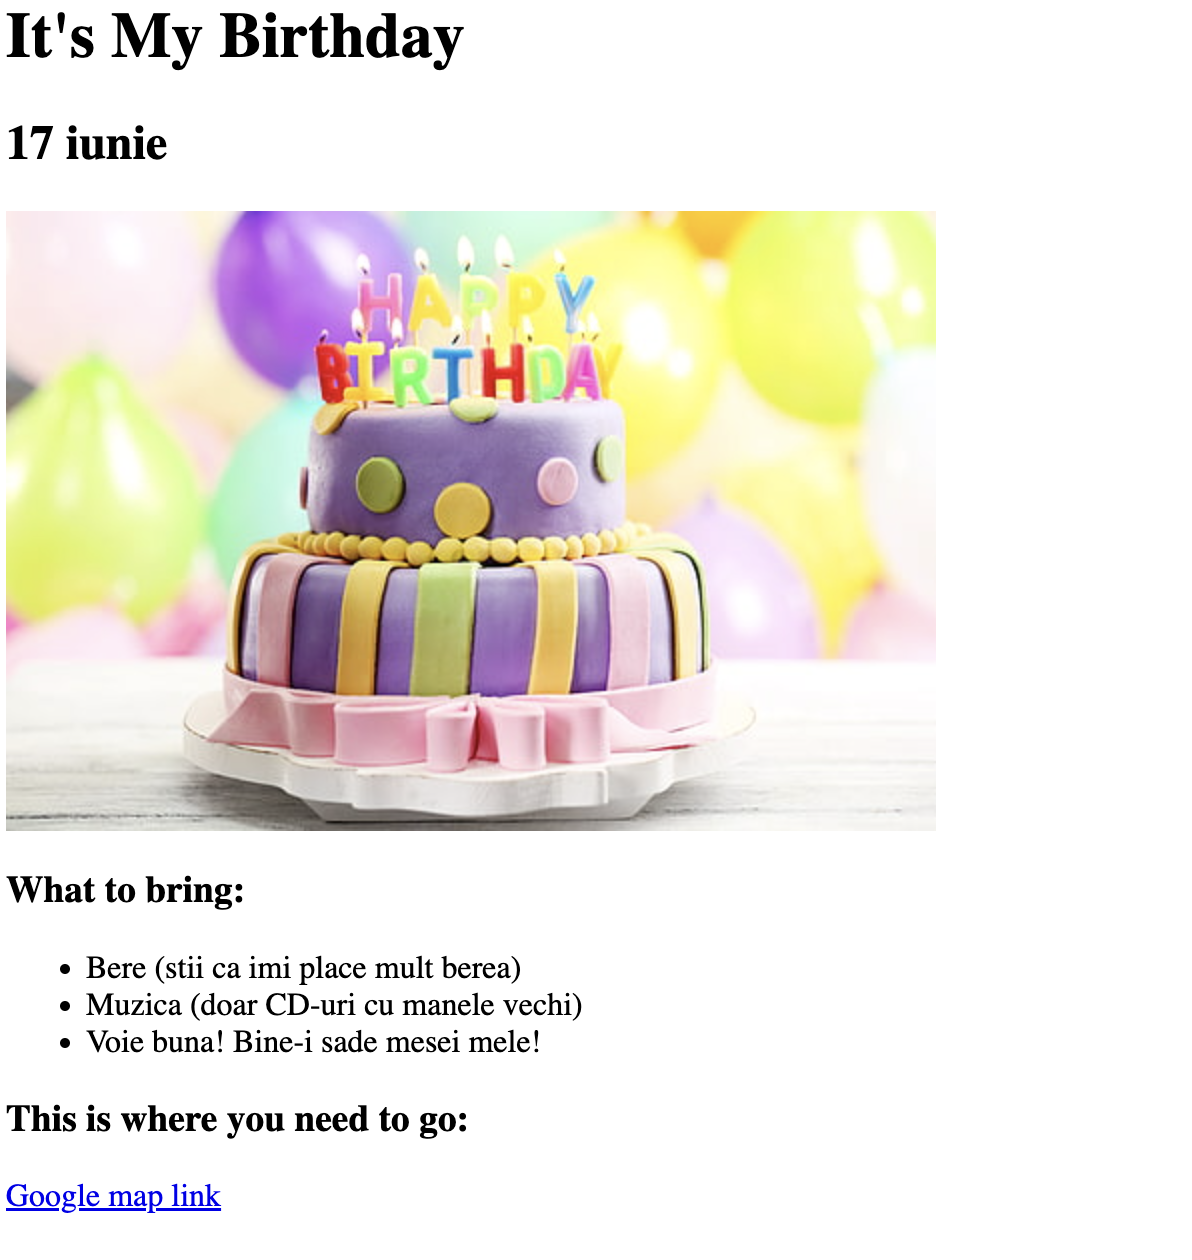 It's My Birthday
17 iunie
HAPPY
BIRTHDAY
What to bring:
Bere (stii ca imi place mult berea)
Muzica (doar CD-uri cu manele vechi)
Voie buna! Bine-i sade mesei mele!
This is where you need to go:
Google map link